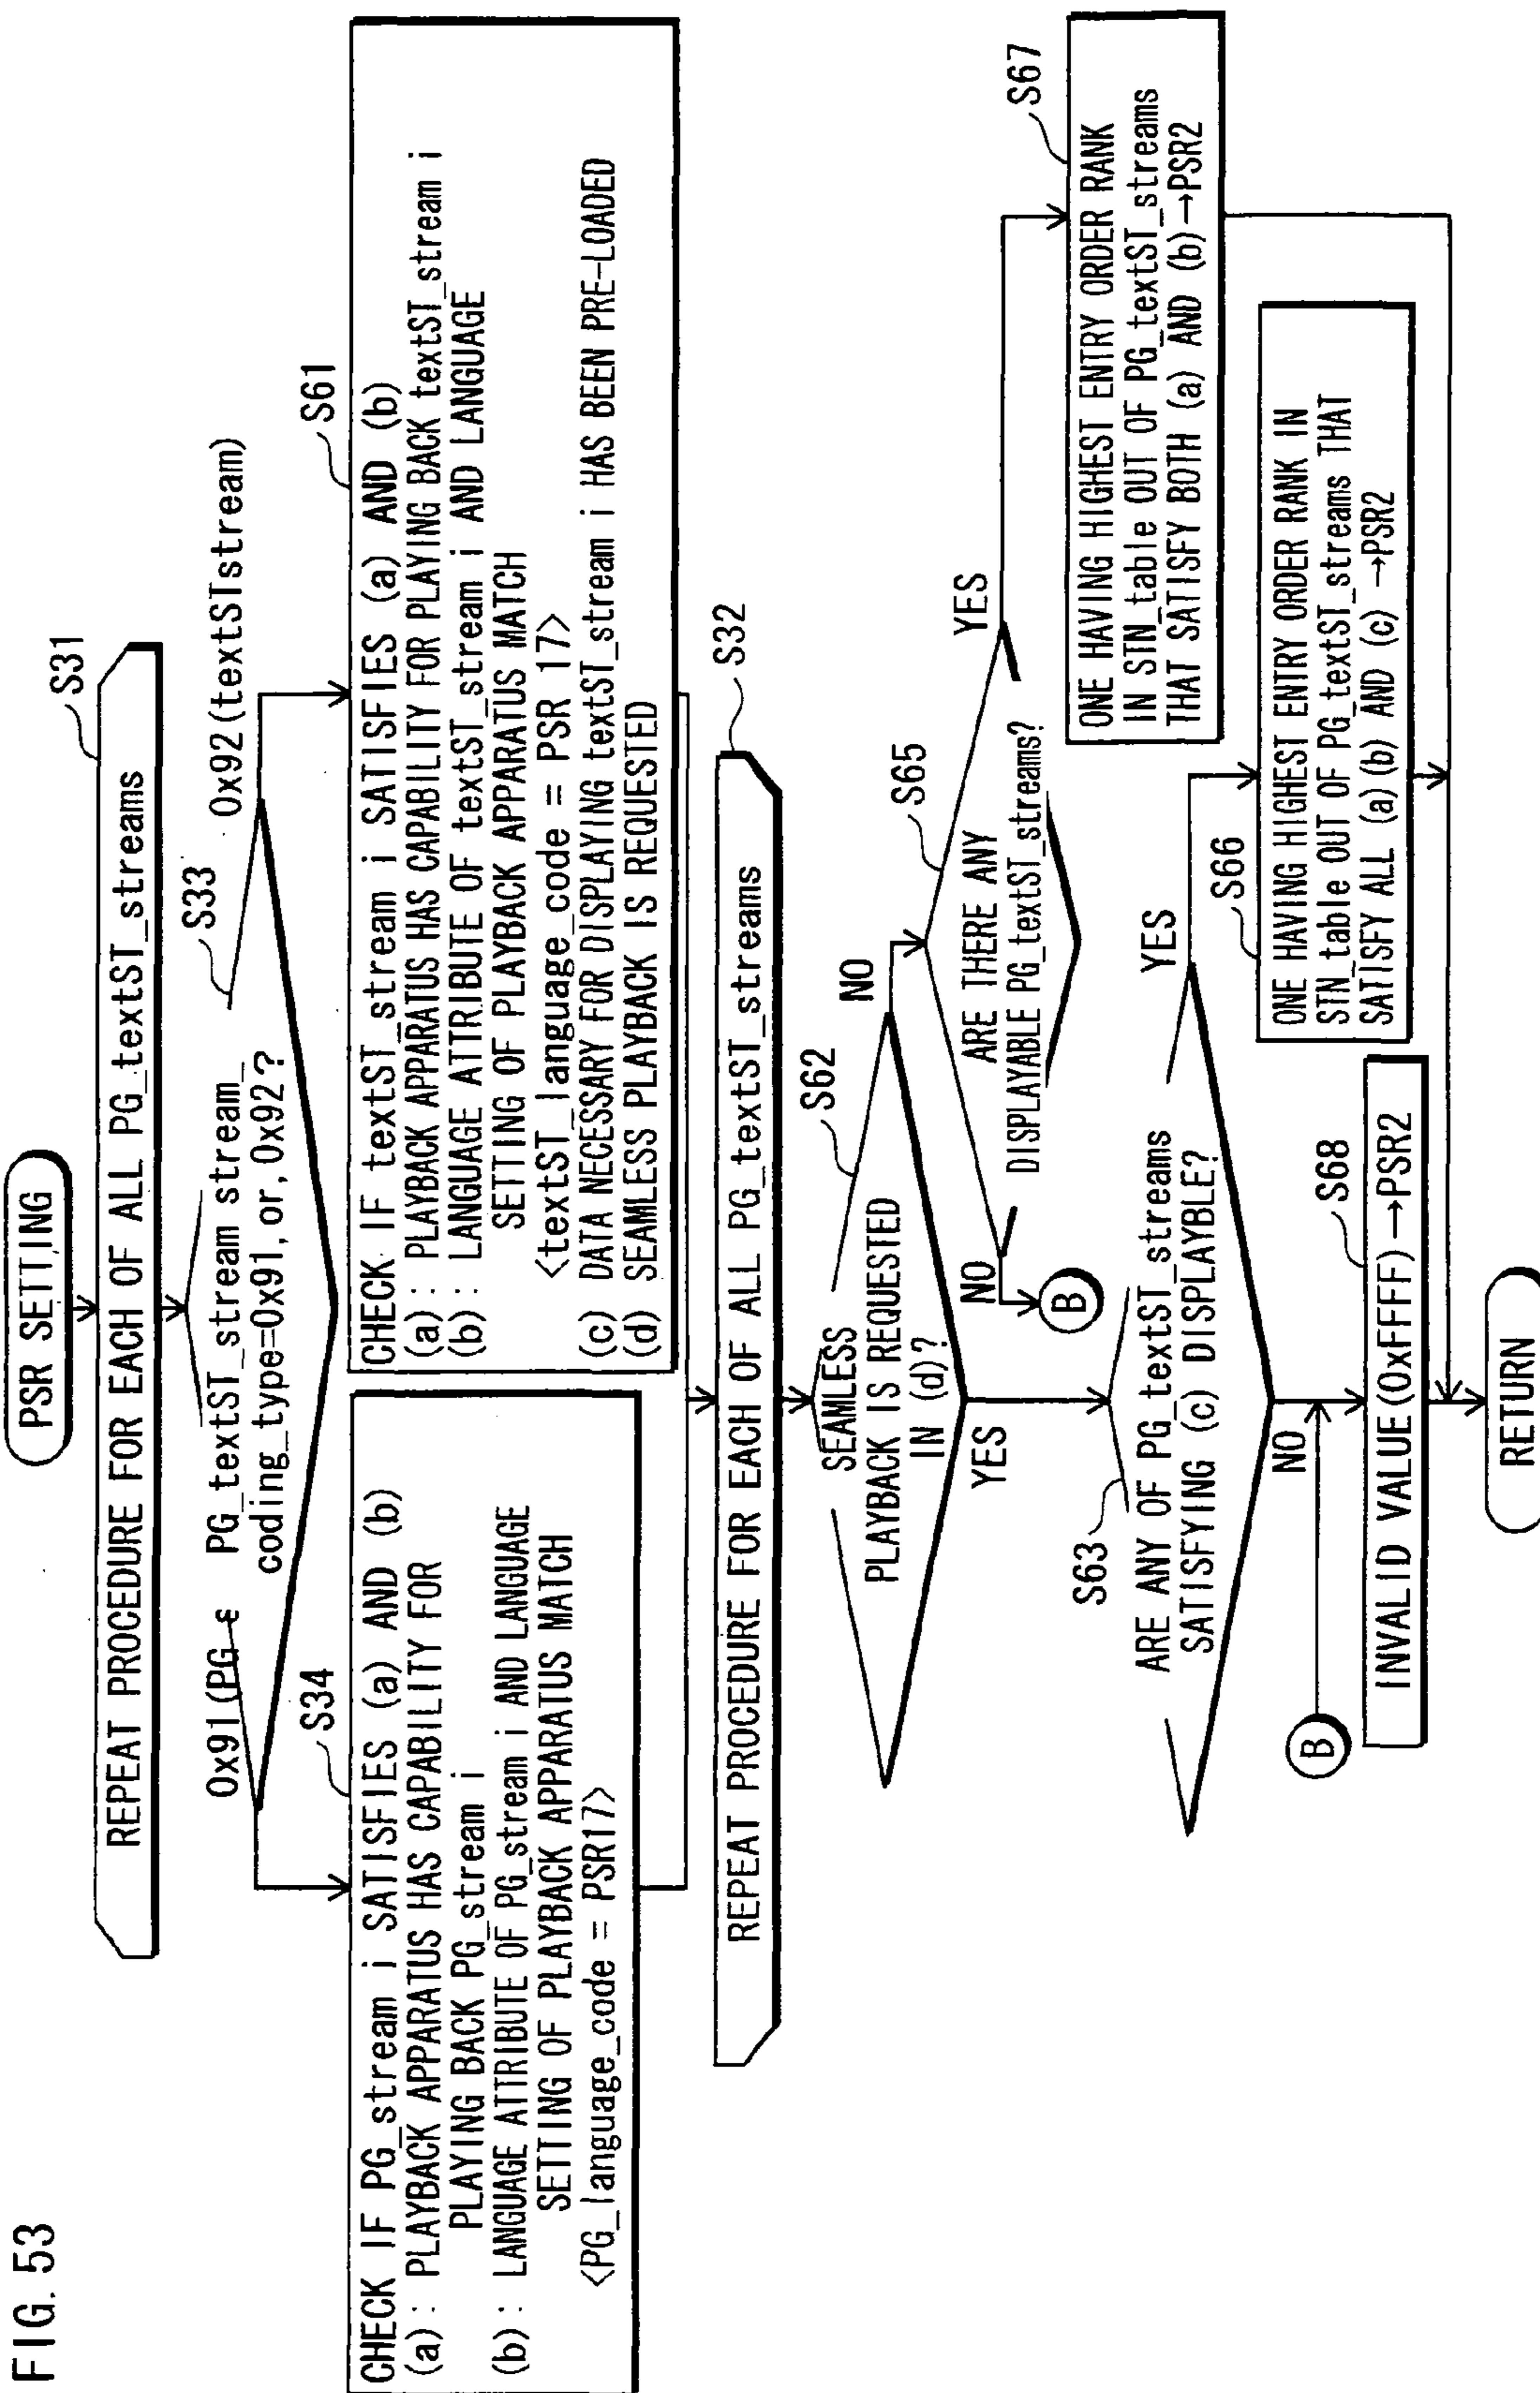 FIG. 53
PSR SETTING
S31
REPEAT PROCEDURE FOR EACH OF ALL PG_textST_streams
S33
PG_textST_stream stream_
coding_type=0x91,or,0x92?
0x91(PG s
0x92(textSTstream)
S34
CHECK IF PG_stream i SATISFIES (a) AND (b)
(a): PLAYBACK APPARATUS HAS CAPABILITY FOR
PLAYING BACK PG_stream i
(b): LANGUAGE ATTRIBUTE OF PG_stream i AND LANGUAGE
SETTING OF PLAYBACK APPARATUS MATCH
<PG_language_code = PSR17>
S61
CHECK IF textST_stream i SATISFIES (a) AND (b)
(a): PLAYBACK APPARATUS HAS CAPABILITY FOR PLAYING BACK textST_stream i
(b): LANGUAGE ATTRIBUTE OF textST_stream i AND LANGUAGE
SETTING OF PLAYBACK APPARATUS MATCH
<textST_language_code = PSR 17>
(c) DATA NECESSARY FOR DISPLAYING textST_stream i HAS BEEN PRE-LOADED
(d) SEAMLESS PLAYBACK IS REQUESTED
S32
REPEAT PROCEDURE FOR EACH OF ALL PG_textST_streams
S62
SEAMLESS
PLAYBACK IS REQUESTED
IN (d)?
YES
NO
S65
ARE THERE ANY
DISPLAYABLE PG_textST_streams?
NO
B
YES
S67
ONE HAVING HIGHEST ENTRY ORDER RANK
IN STN_table OUT OF PG_textST_streams
THAT SATISFY BOTH (a) AND (b)→PSR2
S63
ARE ANY OF PG_textST_streams
SATISFYING (c) DISPLAYBLE?
NO
YES
S66
ONE HAVING HIGHEST ENTRY ORDER RANK IN
STN_table OUT OF PG_textST_streams THAT
SATISFY ALL (a)(b) AND (c) →PSR2
B
S68
INVALID VALUE(0xFFFF)→PSR2
RETURN